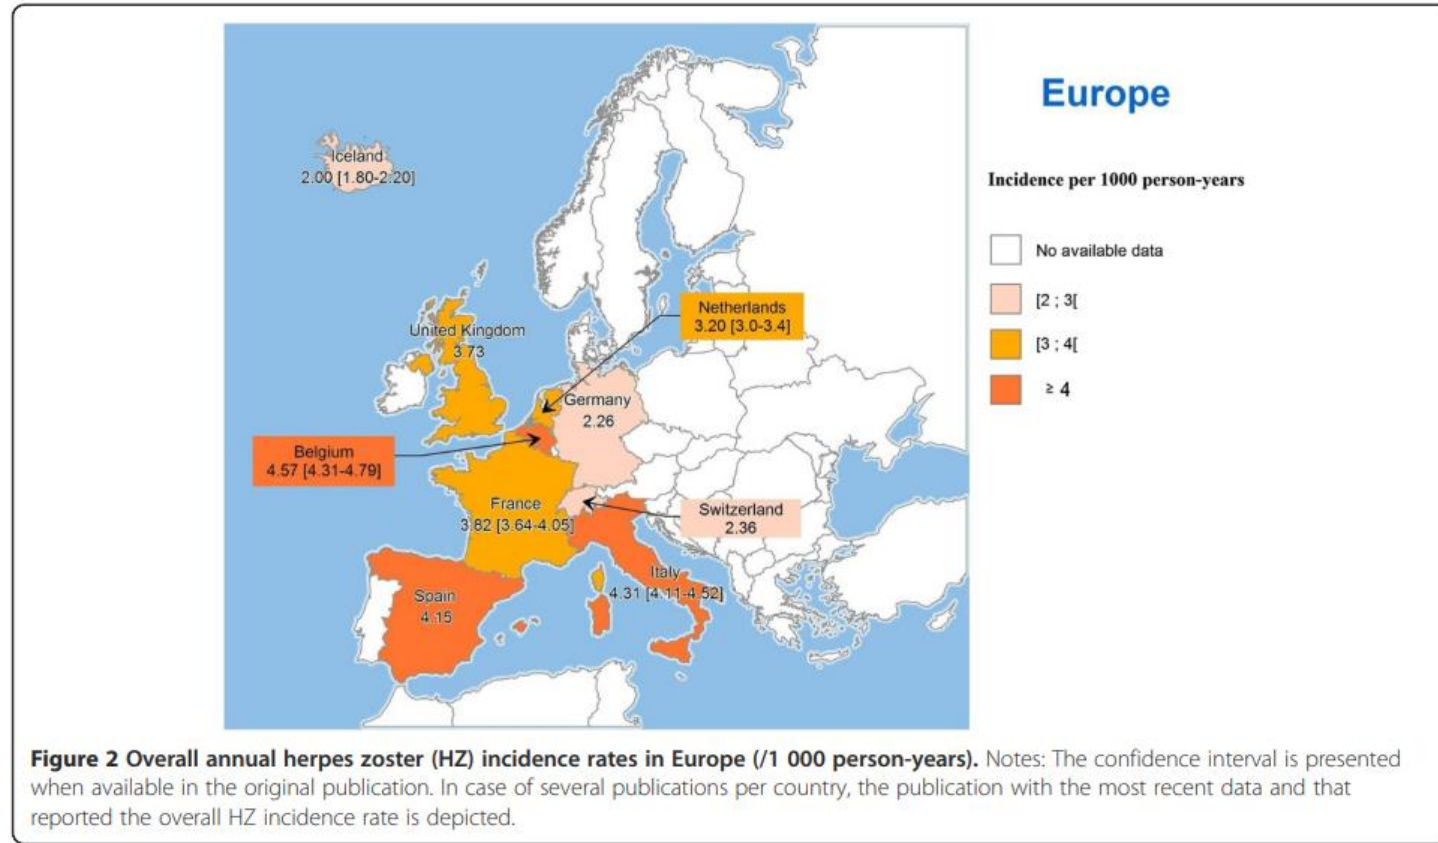 Europe
Iceland
2.00 [1.80-2.20]
Incidence per 1000 person-years
No available data
[2 ; 3[
[3 ; 4[
≥ 4
Netherlands
3.20 [3.0-3.4]
United Kingdom
3.73
Germany
2.26
Belgium
4.57 [4.31-4.79]
France
3.82 [3.64-4.05]
Switzerland
2.36
Italy
4.31 [4.11-4.52]
Spain
4.15
Figure 2 Overall annual herpes zoster (HZ) incidence rates in Europe (/1 000 person-years). Notes: The confidence interval is presented
when available in the original publication. In case of several publications per country, the publication with the most recent data and that
reported the overall HZ incidence rate is depicted.